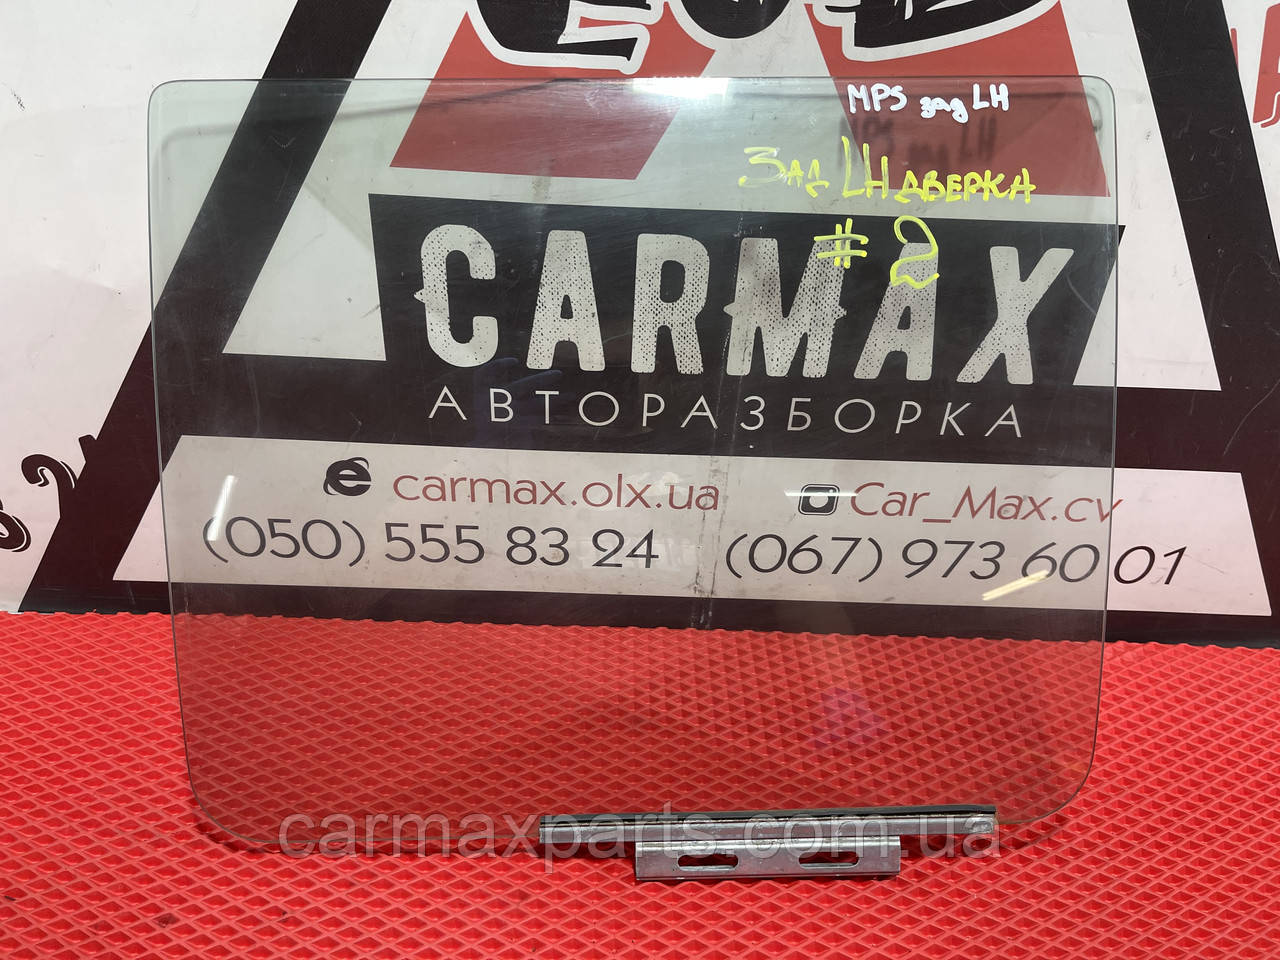 MPS зад LH
Зад LH дверка
# 2
CARMAX
АВТОРАЗБОРКА
carmax.olx.ua
Car_Max.cv
(050) 555 83 24
(067) 973 60 01
carmaxparts.com.ua